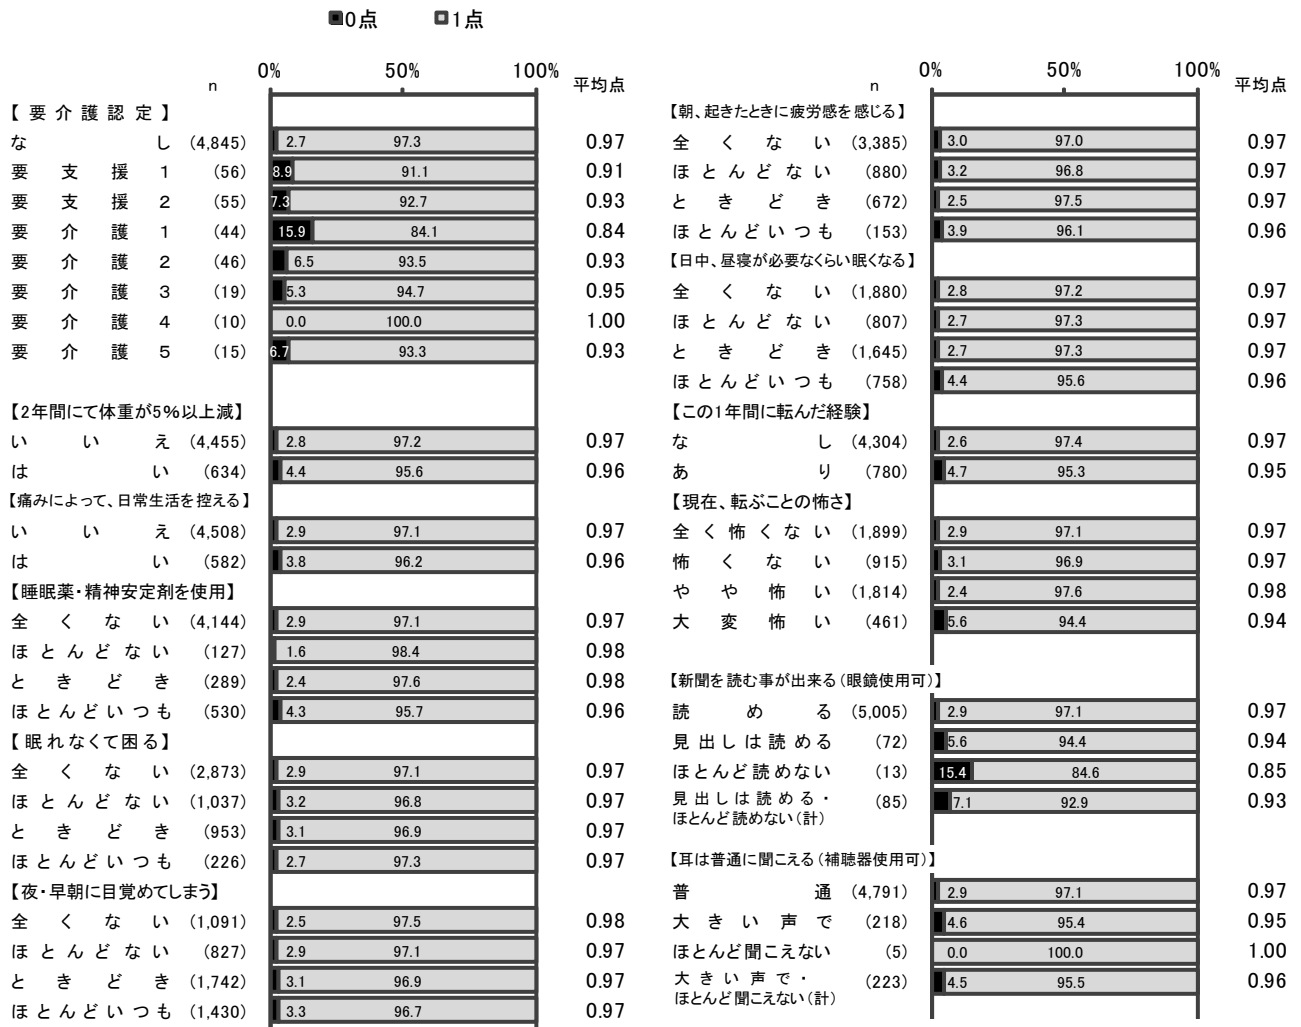 ■0点 □1点
0% 50% 100%
n 平均点
【要介護認定】
なし (4,845) 2.7 97.3 0.97
要支援1 (56) 8.9 91.1 0.91
要支援2 (55) 7.3 92.7 0.93
要介護1 (44) 15.9 84.1 0.84
要介護2 (46) 6.5 93.5 0.93
要介護3 (19) 5.3 94.7 0.95
要介護4 (10) 0.0 100.0 1.00
要介護5 (15) 6.7 93.3 0.93
【2年間にて体重が5%以上減】
いいえ (4,455) 2.8 97.2 0.97
はい (634) 4.4 95.6 0.96
【痛みによって、日常生活を控える】
いいえ (4,508) 2.9 97.1 0.97
はい (582) 3.8 96.2 0.96
【睡眠薬・精神安定剤を使用】
全くない (4,144) 2.9 97.1 0.97
ほとんどない (127) 1.6 98.4 0.98
ときどき (289) 2.4 97.6 0.98
ほとんどいつも (530) 4.3 95.7 0.96
【眠れなくて困る】
全くない (2,873) 2.9 97.1 0.97
ほとんどない (1,037) 3.2 96.8 0.97
ときどき (953) 3.1 96.9 0.97
ほとんどいつも (226) 2.7 97.3 0.97
【夜・早朝に目覚めてしまう】
全くない (1,091) 2.5 97.5 0.98
ほとんどない (827) 2.9 97.1 0.97
ときどき (1,742) 3.1 96.9 0.97
ほとんどいつも (1,430) 3.3 96.7 0.97
0% 50% 100%
n 平均点
【朝、起きたときに疲労感を感じる】
全くない (3,385) 3.0 97.0 0.97
ほとんどない (880) 3.2 96.8 0.97
ときどき (672) 2.5 97.5 0.97
ほとんどいつも (153) 3.9 96.1 0.96
【日中、昼寝が必要なくらい眠くなる】
全くない (1,880) 2.8 97.2 0.97
ほとんどない (807) 2.7 97.3 0.97
ときどき (1,645) 2.7 97.3 0.97
ほとんどいつも (758) 4.4 95.6 0.96
【この1年間に転んだ経験】
なし (4,304) 2.6 97.4 0.97
あり (780) 4.7 95.3 0.95
【現在、転ぶことの怖さ】
全く怖くない (1,899) 2.9 97.1 0.97
怖くない (915) 3.1 96.9 0.97
やや怖い (1,814) 2.4 97.6 0.98
大変怖い (461) 5.6 94.4 0.94
【新聞を読む事が出来る(眼鏡使用可)】
読める (5,005) 2.9 97.1 0.97
見出しは読める (72) 5.6 94.4 0.94
ほとんど読めない (13) 15.4 84.6 0.85
見出しは読める・
ほとんど読めない(計) (85) 7.1 92.9 0.93
【耳は普通に聞こえる(補聴器使用可)】
普通 (4,791) 2.9 97.1 0.97
大きい声で (218) 4.6 95.4 0.95
ほとんど聞こえない (5) 0.0 100.0 1.00
大きい声で・
ほとんど聞こえない(計) (223) 4.5 95.5 0.96